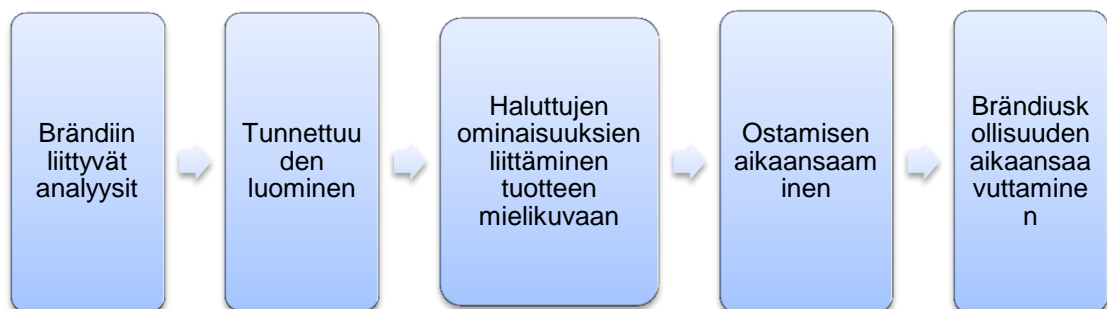 Brändiin
liittyvät
analyysit
Tunnettuu
den
luominen
Haluttujen
ominaisuuksien
liittäminen
tuotteen
mielikuvaan
Ostamisen
aikaansaam
inen
Brändiusk
ollisuuden
aikaansaa
vuttamine
n